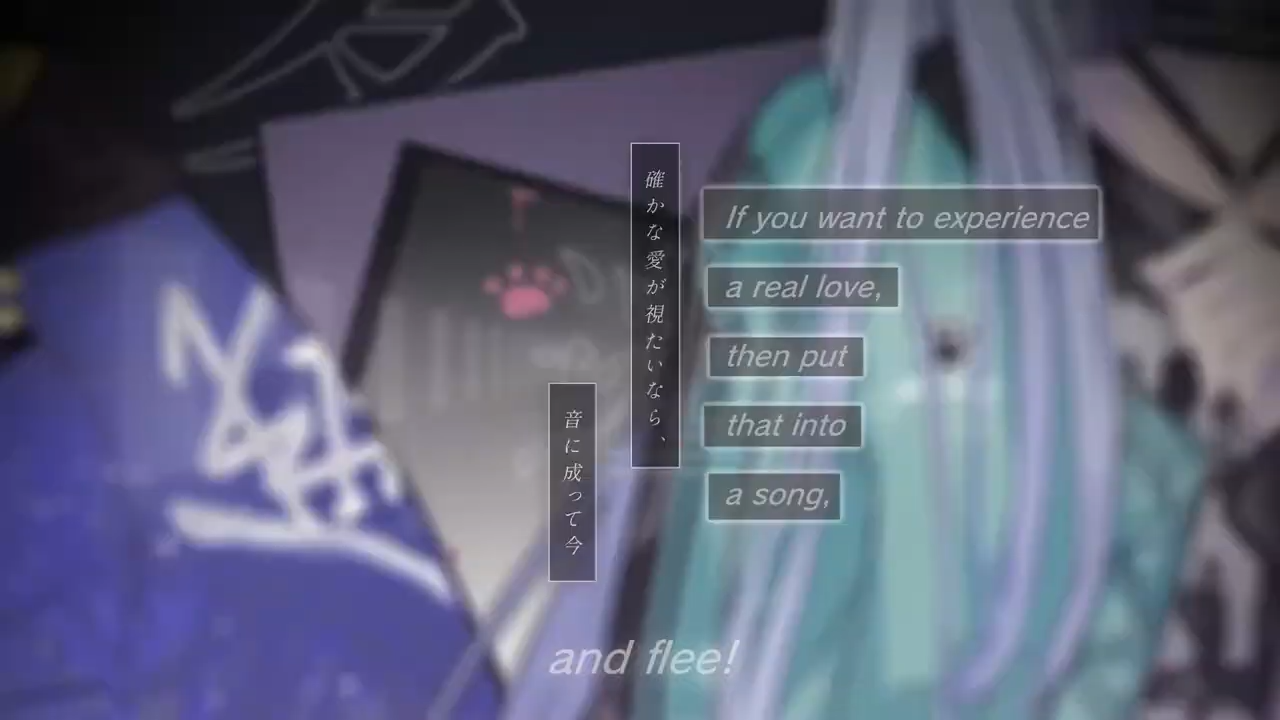 確かな愛が視たいなら、
音に成って今
If you want to experience
a real love,
then put
that into
a song,
and flee!